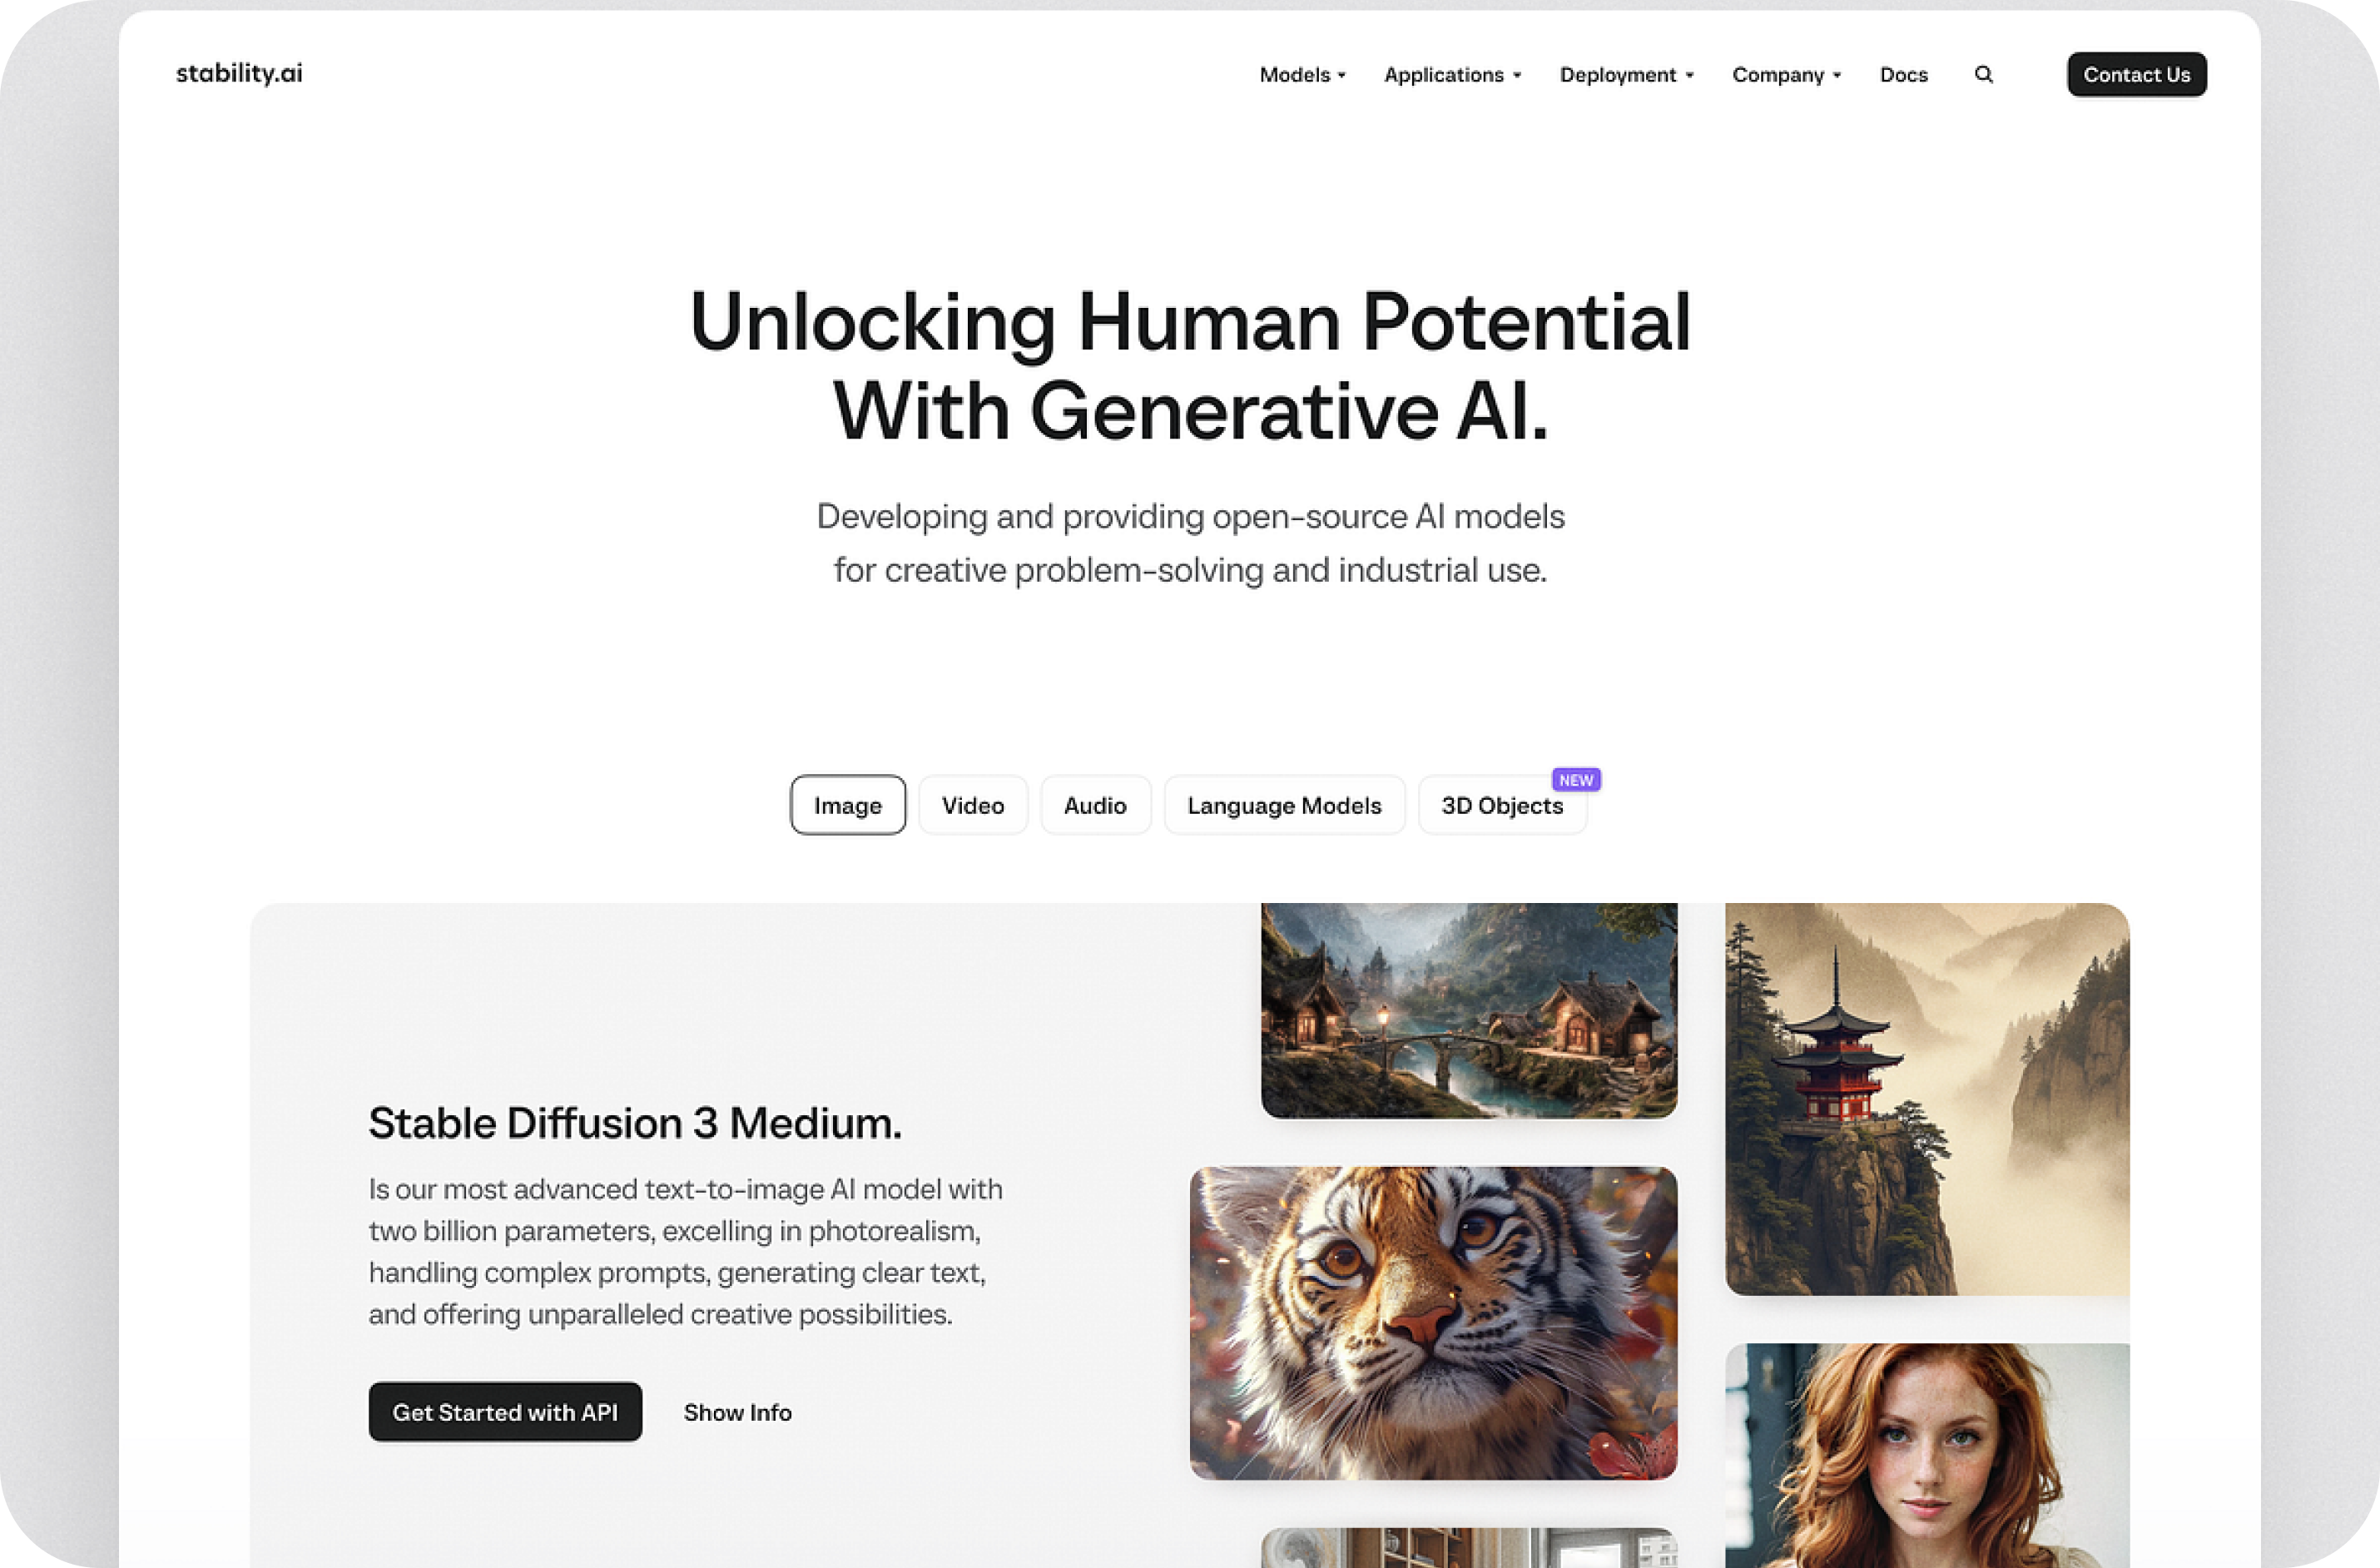 stability.ai
Models
Applications
Deployment
Company
Docs
Contact Us
Unlocking Human Potential
With Generative AI.
Developing and providing open-source AI models
for creative problem-solving and industrial use.
Image
Video
Audio
Language Models
3D Objects
NEW
Stable Diffusion 3 Medium.
Is our most advanced text-to-image AI model with
two billion parameters, excelling in photorealism,
handling complex prompts, generating clear text,
and offering unparalleled creative possibilities.
Get Started with API
Show Info